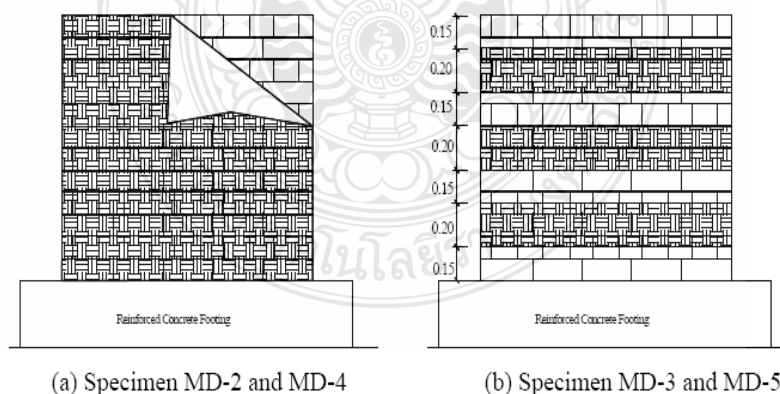 0.15
0.20
0.15
0.20
0.15
0.20
0.15
Reinforced Concrete Footing
Reinforced Concrete Footing
(a) Specimen MD-2 and MD-4
(b) Specimen MD-3 and MD-5